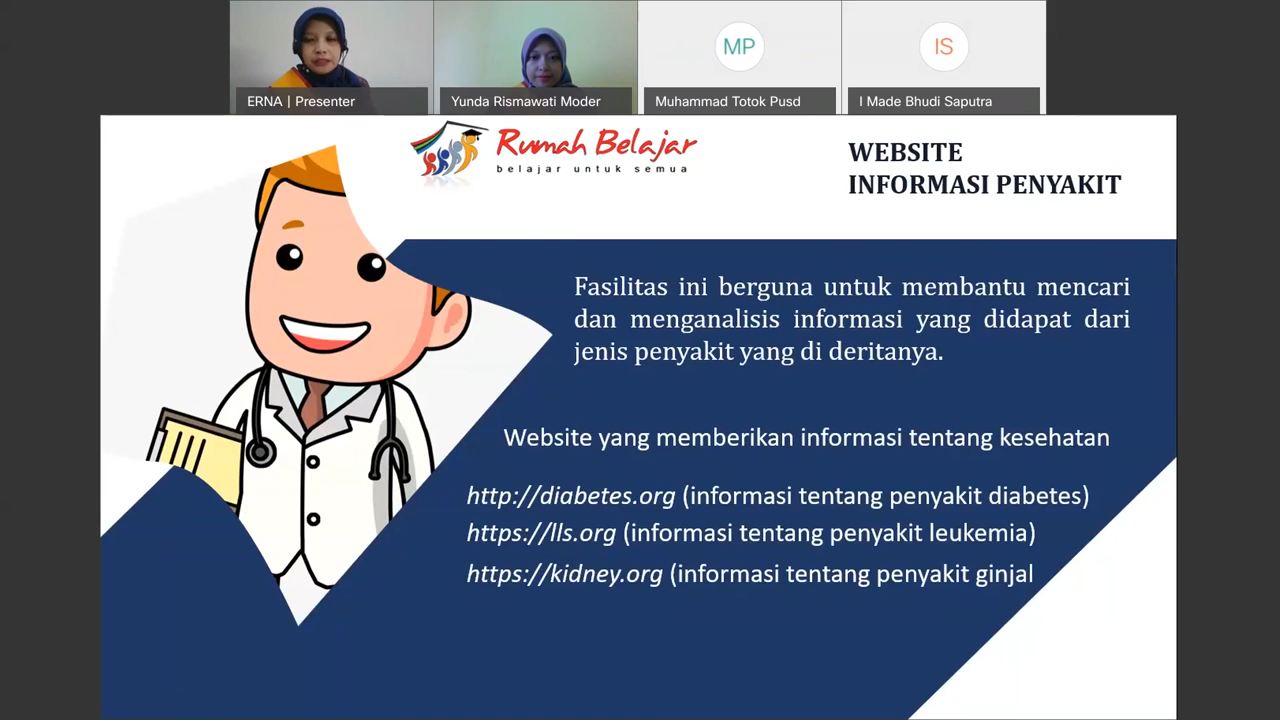 MP
IS
ERNA | Presenter
Yunda Rismawati Moder
Muhammad Totok Pusd
I Made Bhudi Saputra
Rumah Belajar
belajar untuk semua
WEBSITE
INFORMASI PENYAKIT
Fasilitas ini berguna untuk membantu mencari
dan menganalisis informasi yang didapat dari
jenis penyakit yang di deritanya.
Website yang memberikan informasi tentang kesehatan
http://diabetes.org (informasi tentang penyakit diabetes)
https://lls.org (informasi tentang penyakit leukemia)
https://kidney.org (informasi tentang penyakit ginjal